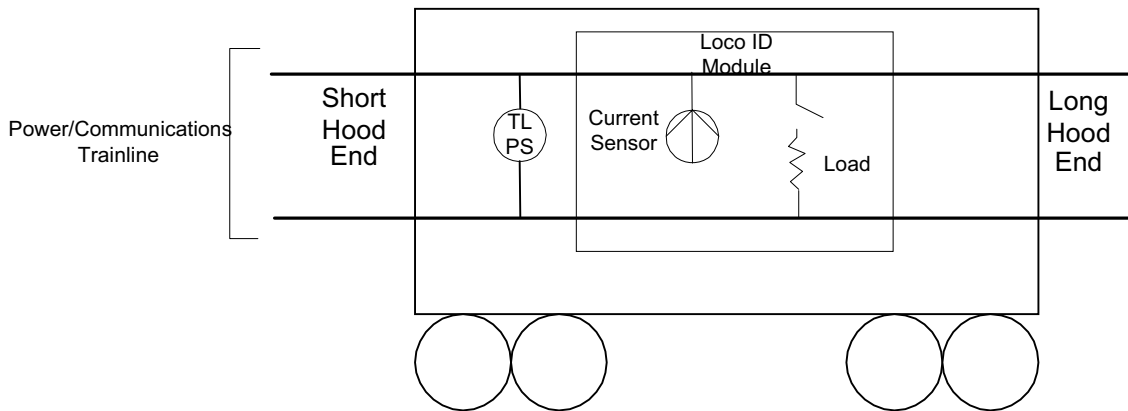 Loco ID
Module
Power/Communications
Trainline
Short
Hood
End
TL
PS
Current
Sensor
Load
Long
Hood
End